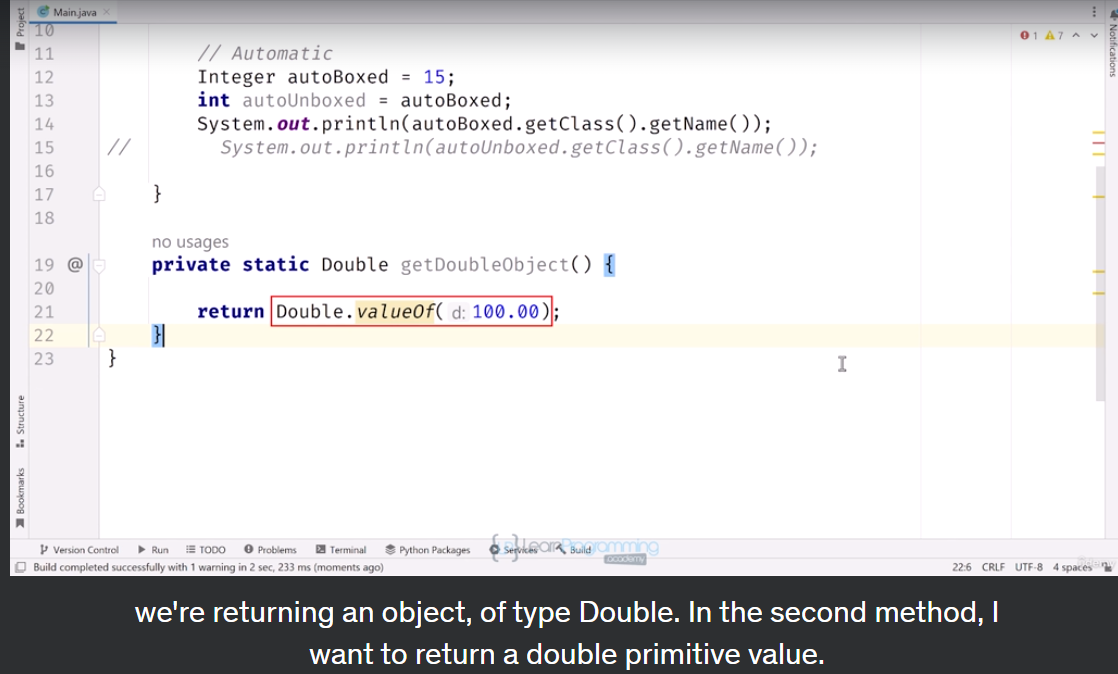 Project
Main.java
1 7
Notifications
10
11 // Automatic
12 Integer autoBoxed = 15;
13 int autoUnboxed = autoBoxed;
14 System.out.println(autoBoxed.getClass().getName());
15 // System.out.println(autoUnboxed.getClass().getName());
16
17 }
18
no usages
19 @ private static Double getDoubleObject() {
20
21 return Double.valueOf( d: 100.00);
22 }
23 }
Structure
Bookmarks
Version Control Run TODO Problems Terminal Python Packages Services Build
LearnProgramming
academy
Build completed successfully with 1 warning in 2 sec, 233 ms (moments ago) 22:6 CRLF UTF-8 4 spaces
we're returning an object, of type Double. In the second method, I
want to return a double primitive value.